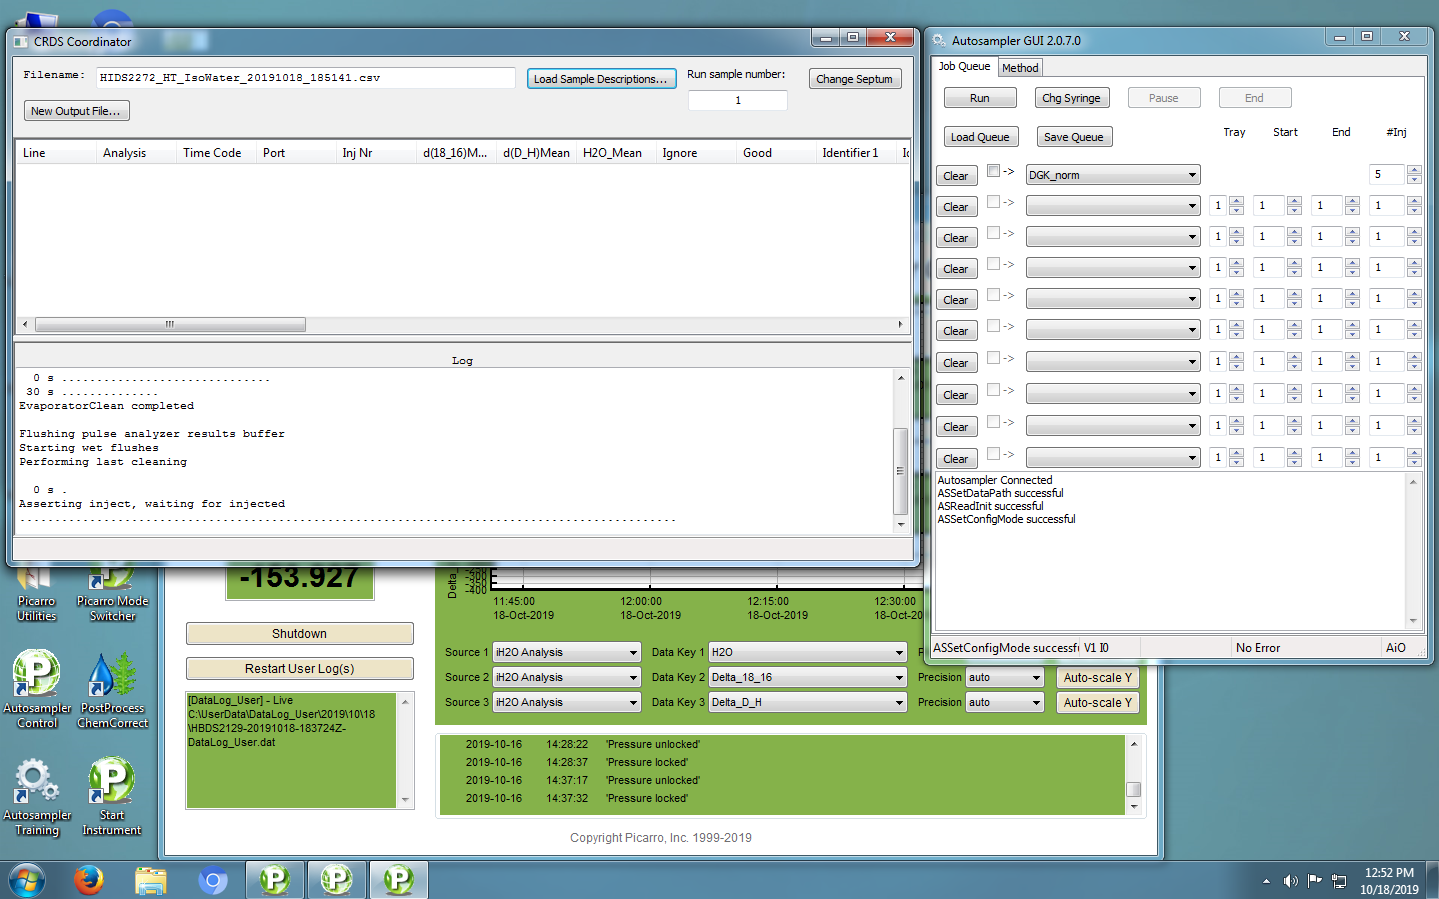 CRDS Coordinator
Filename:
HIDS2272_HT_IsoWater_20191018_185141.csv
Load Sample Descriptions...
Run sample number:
1
Change Septum
New Output File...
Line Analysis Time Code Port Inj Nr d(18_16)M... d(D_H)Mean H2O_Mean Ignore Good Identifier 1
Log
0 s ..............................
30 s ..............
EvaporatorClean completed
Flushing pulse analyzer results buffer
Starting wet flushes
Performing last cleaning
0 s .
Asserting inject, waiting for injected
Autosampler GUI 2.0.7.0
Job Queue Method
Run Chg Syringe Pause End
Load Queue Save Queue Tray Start End #Inj
Clear -> DGK_norm 5
Clear -> 1 1 1 1
Clear -> 1 1 1 1
Clear -> 1 1 1 1
Clear -> 1 1 1 1
Clear -> 1 1 1 1
Clear -> 1 1 1 1
Clear -> 1 1 1 1
Clear -> 1 1 1 1
Clear -> 1 1 1 1
Autosampler Connected
ASSetDataPath successful
ASReadInit successful
ASSetConfigMode successful
V1 I0 No Error AiO
Picarro
Utilities
Picarro Mode
Switcher
Autosampler
Control
PostProcess
ChemCorrect
Autosampler
Training
Start
Instrument
-153.927
Shutdown
Restart User Log(s)
[DataLog_User] - Live
C:\UserData\DataLog_User\2019\10\18
\HBDS2129-20191018-183724Z-
DataLog_User.dat
-400
11:45:00 12:00:00 12:15:00 12:30:00
18-Oct-2019 18-Oct-2019 18-Oct-2019
Source 1 iH2O Analysis Data Key 1 H2O
Source 2 iH2O Analysis Data Key 2 Delta_18_16 Precision auto Auto-scale Y
Source 3 iH2O Analysis Data Key 3 Delta_D_H Precision auto Auto-scale Y
2019-10-16 14:28:22 'Pressure unlocked'
2019-10-16 14:28:37 'Pressure locked'
2019-10-16 14:37:17 'Pressure unlocked'
2019-10-16 14:37:32 'Pressure locked'
Copyright Picarro, Inc. 1999-2019
12:52 PM
10/18/2019